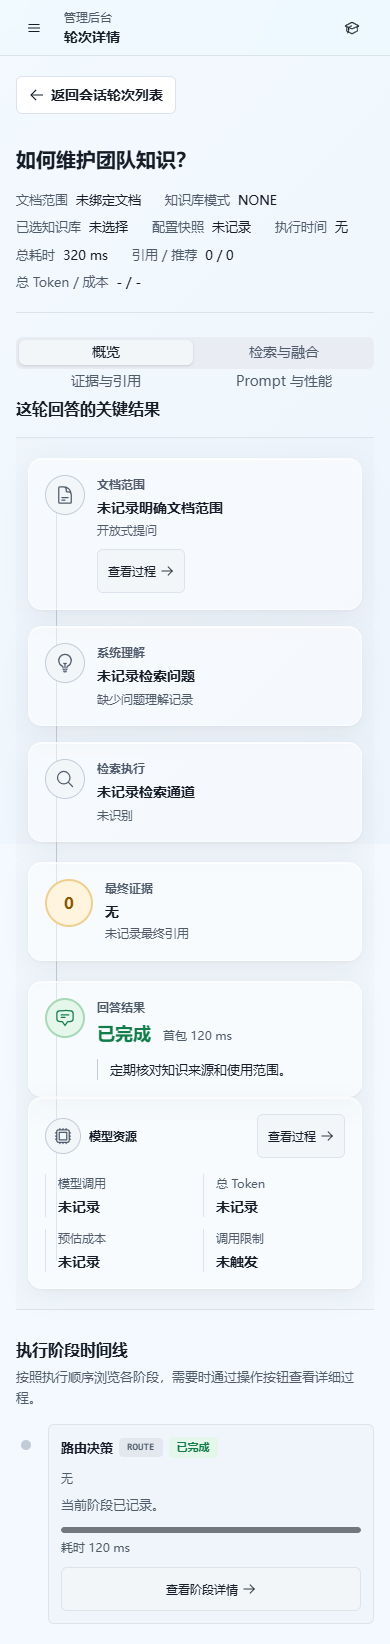 管理后台
轮次详情
返回会话轮次列表
如何维护团队知识?
文档范围 未绑定文档 知识库模式 NONE
已选知识库 未选择 配置快照 未记录 执行时间 无
总耗时 320 ms 引用 / 推荐 0 / 0
总 Token / 成本 - / -
概览 检索与融合
证据与引用 Prompt 与性能
这轮回答的关键结果
文档范围
未记录明确文档范围
开放式提问
查看过程
系统理解
未记录检索问题
缺少问题理解记录
检索执行
未记录检索通道
未识别
0
最终证据
无
未记录最终引用
回答结果
已完成 首包 120 ms
定期核对知识来源和使用范围。
模型资源 查看过程
模型调用 总 Token
未记录 未记录
预估成本 调用限制
未记录 未触发
执行阶段时间线
按照执行顺序浏览各阶段，需要时通过操作按钮查看详细过
程。
路由决策 ROUTE 已完成
无
当前阶段已记录。
耗时 120 ms
查看阶段详情